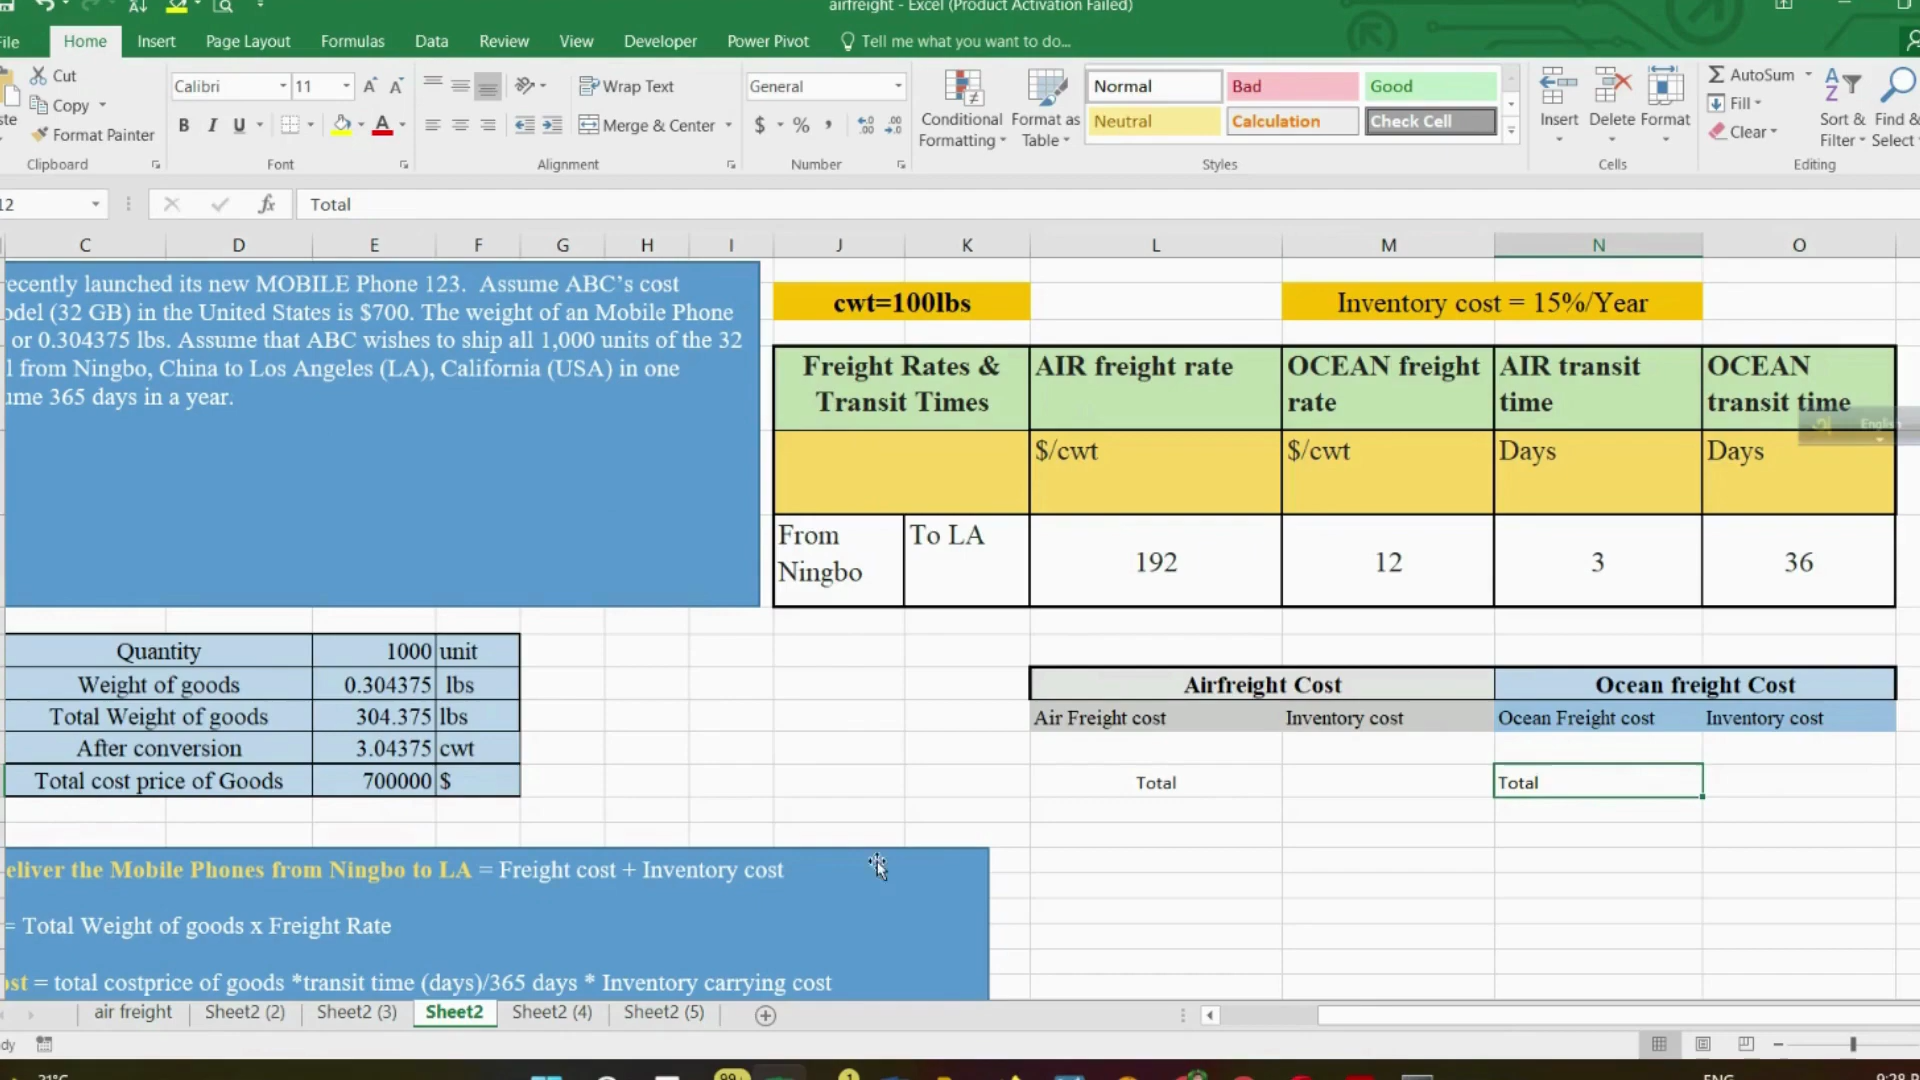 airfreight - Excel (Product Activation Failed)
File Home Insert Page Layout Formulas Data Review View Developer Power Pivot Tell me what you want to do...
Cut
Copy
Format Painter
Clipboard
Calibri 11
B I U
Font
Wrap Text
Merge & Center
Alignment
General
$ % ,
Number
Conditional Formatting
Format as Table
Normal Bad Good
Neutral Calculation Check Cell
Styles
Insert Delete Format
Cells
AutoSum
Fill
Clear
Sort & Filter
Find & Select
Editing
12 fx Total
C D E F G H I J K L M N O
ecently launched its new MOBILE Phone 123. Assume ABC’s cost
odel (32 GB) in the United States is $700. The weight of an Mobile Phone
or 0.304375 lbs. Assume that ABC wishes to ship all 1,000 units of the 32
l from Ningbo, China to Los Angeles (LA), California (USA) in one
ume 365 days in a year.
cwt=100lbs
Inventory cost = 15%/Year
Freight Rates & Transit Times
AIR freight rate
OCEAN freight rate
AIR transit time
OCEAN transit time
English
$/cwt $/cwt Days Days
From Ningbo To LA 192 12 3 36
Quantity 1000 unit
Weight of goods 0.304375 lbs
Total Weight of goods 304.375 lbs
After conversion 3.04375 cwt
Total cost price of Goods 700000 $
Airfreight Cost Ocean freight Cost
Air Freight cost Inventory cost Ocean Freight cost Inventory cost
Total Total
eliver the Mobile Phones from Ningbo to LA = Freight cost + Inventory cost
= Total Weight of goods x Freight Rate
ost = total costprice of goods *transit time (days)/365 days * Inventory carrying cost
air freight Sheet2 (2) Sheet2 (3) Sheet2 Sheet2 (4) Sheet2 (5)
dy
31°C 99+ 1 ENG 9:28 PM